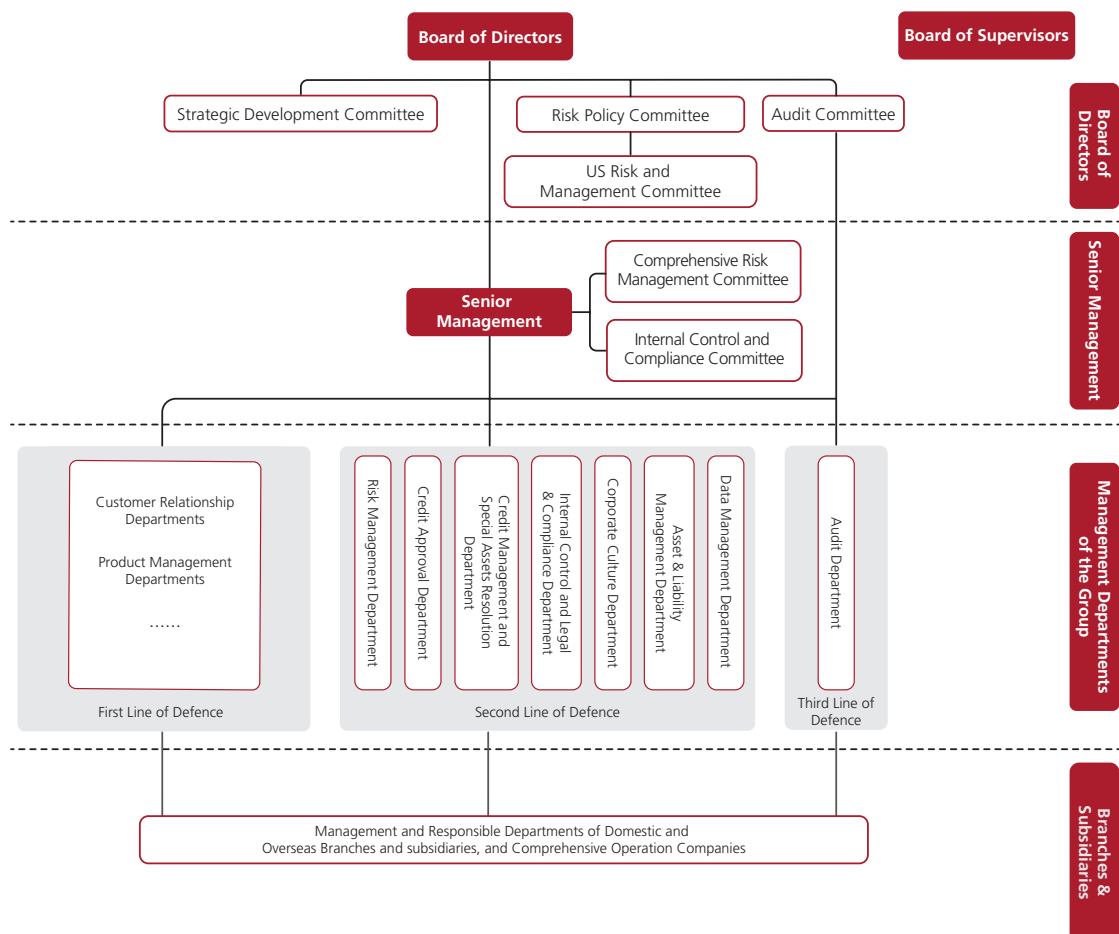 Board of Directors
Board of Supervisors
Strategic Development Committee
Risk Policy Committee
Audit Committee
US Risk and
Management Committee
Board of
Directors
Comprehensive Risk
Management Committee
Senior
Management
Internal Control and
Compliance Committee
Senior Management
Customer Relationship
Departments
Product Management
Departments
......
First Line of Defence
Risk Management Department
Credit Approval Department
Credit Management and
Special Assets Resolution
Department
Internal Control and Legal
& Compliance Department
Corporate Culture Department
Asset & Liability
Management Department
Data Management Department
Second Line of Defence
Audit Department
Third Line of
Defence
Management Departments
of the Group
Management and Responsible Departments of Domestic and
Overseas Branches and subsidiaries, and Comprehensive Operation Companies
Branches &
Subsidiaries